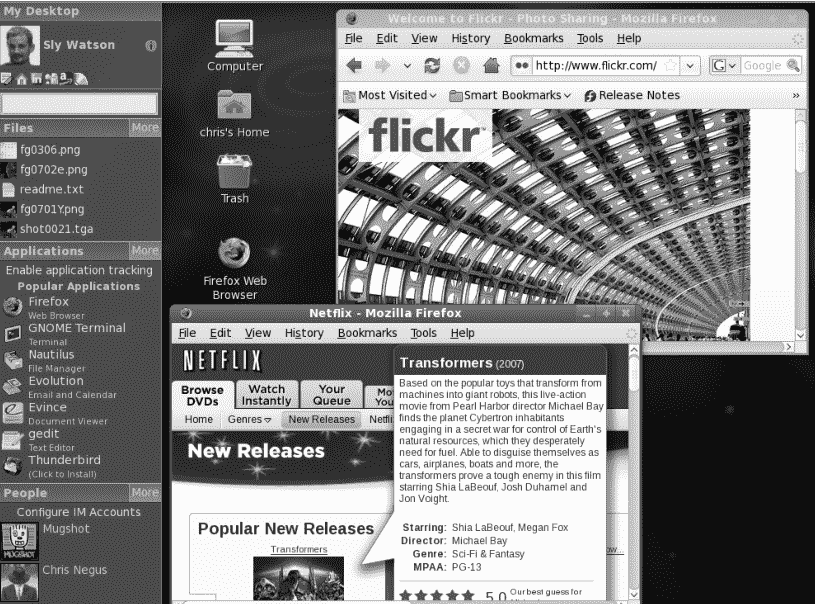 My Desktop
Sly Watson
Files More
fg0306.png
fg0702e.png
readme.txt
fg0701Y.png
shot0021.tga
Applications More
Enable application tracking
Popular Applications
Firefox
Web Browser
GNOME Terminal
Terminal
Nautilus
File Manager
Evolution
Email and Calendar
Evince
Document Viewer
gedit
Text Editor
Thunderbird
(Click to Install)
People More
Configure IM Accounts
Mugshot
MUGSHOT
Chris Negus
Computer
chris's Home
Trash
Firefox Web
Browser
Welcome to Flickr - Photo Sharing - Mozilla Firefox
File Edit View History Bookmarks Tools Help
http://www.flickr.com/ G Google
Most Visited Smart Bookmarks Release Notes »
flickr
Netflix - Mozilla Firefox
File Edit View History Bookmarks Tools Help
NETFLIX
Browse
DVDs
Watch
Instantly
Your
Queue
Mo
You
Home Genres New Releases Netfli
New Releases
Popular New Releases
Transformers
Transformers (2007)
Based on the popular toys that transform from
machines into giant robots, this live-action
movie from Pearl Harbor director Michael Bay
finds the planet Cybertron inhabitants
engaging in a secret war for control of Earth's
natural resources, which they desperately
need for fuel. Able to disguise themselves as
cars, airplanes, boats and more, the
transformers prove a tough enemy in this film
starring Shia LaBeouf, Josh Duhamel and
Jon Voight.
Starring: Shia LaBeouf, Megan Fox
Director: Michael Bay
Genre: Sci-Fi & Fantasy
MPAA: PG-13
5.0 Our best guess for